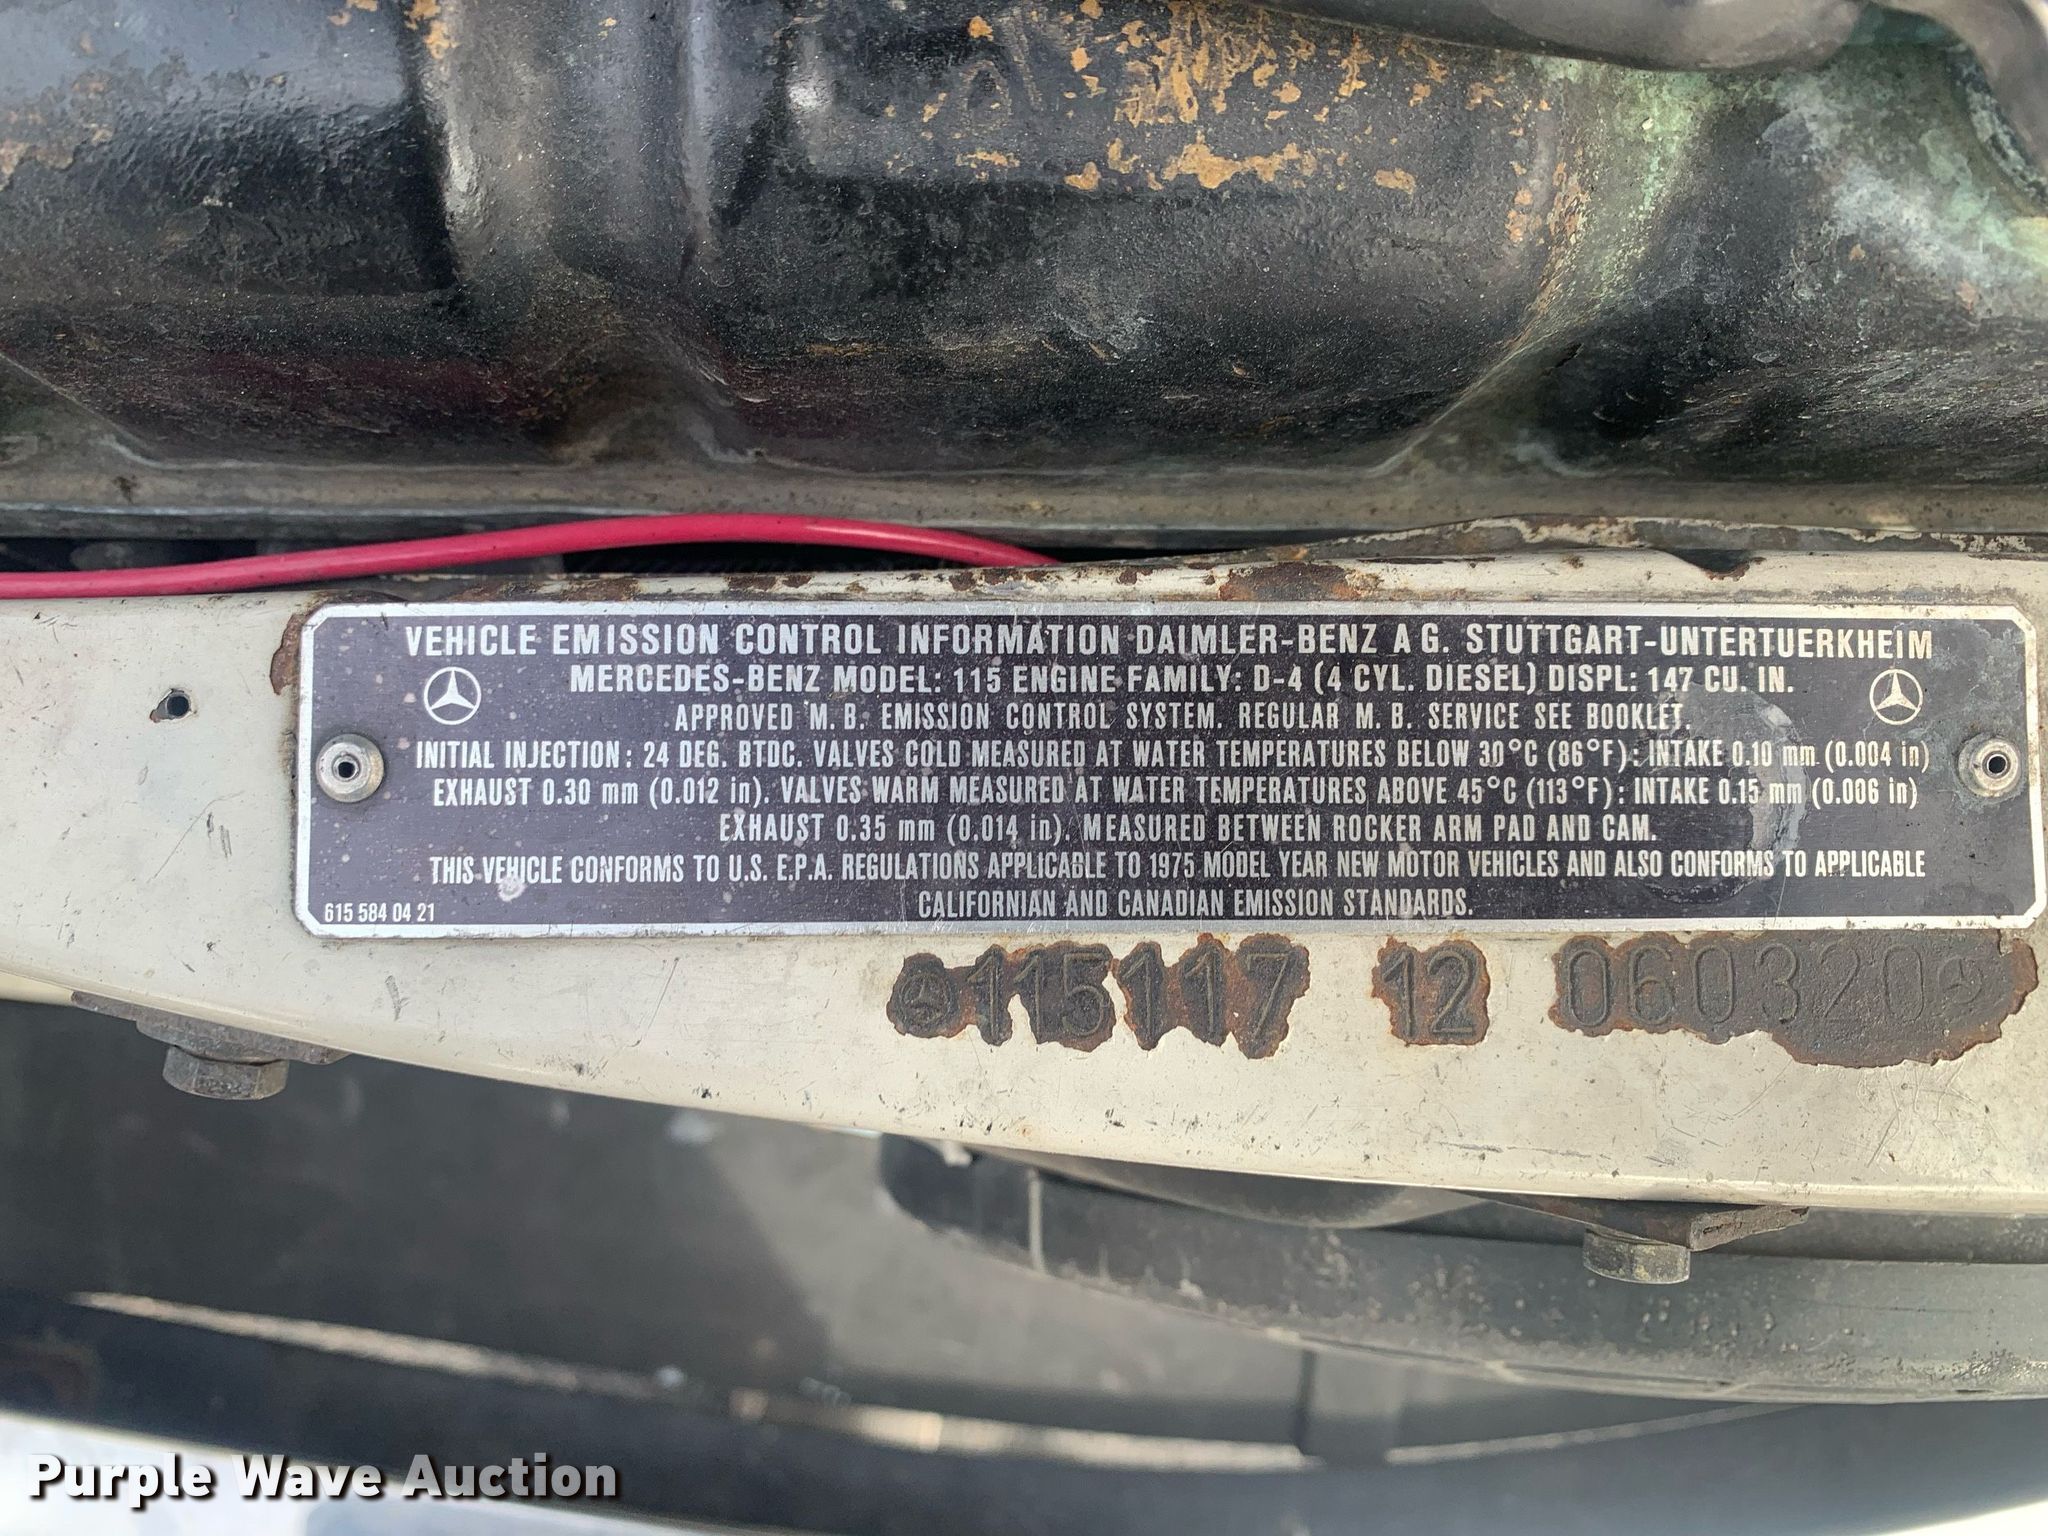 VEHICLE EMISSION CONTROL INFORMATION DAIMLER-BENZ A G. STUTTGART-UNTERTUERKHEIM
MERCEDES-BENZ MODEL: 115 ENGINE FAMILY: D-4 (4 CYL. DIESEL) DISPL: 147 CU. IN.
APPROVED M. B. EMISSION CONTROL SYSTEM. REGULAR M. B. SERVICE SEE BOOKLET.
INITIAL INJECTION: 24 DEG. BTDC. VALVES COLD MEASURED AT WATER TEMPERATURES BELOW 30°C (86°F): INTAKE 0.10 mm (0.004 in)
EXHAUST 0.30 mm (0.012 in). VALVES WARM MEASURED AT WATER TEMPERATURES ABOVE 45°C (113°F): INTAKE 0.15 mm (0.006 in)
EXHAUST 0.35 mm (0.014 in). MEASURED BETWEEN ROCKER ARM PAD AND CAM.
THIS VEHICLE CONFORMS TO U.S. E.P.A. REGULATIONS APPLICABLE TO 1975 MODEL YEAR NEW MOTOR VEHICLES AND ALSO CONFORMS TO APPLICABLE
CALIFORNIAN AND CANADIAN EMISSION STANDARDS.
615 584 04 21
115117 12 060320
Purple Wave Auction